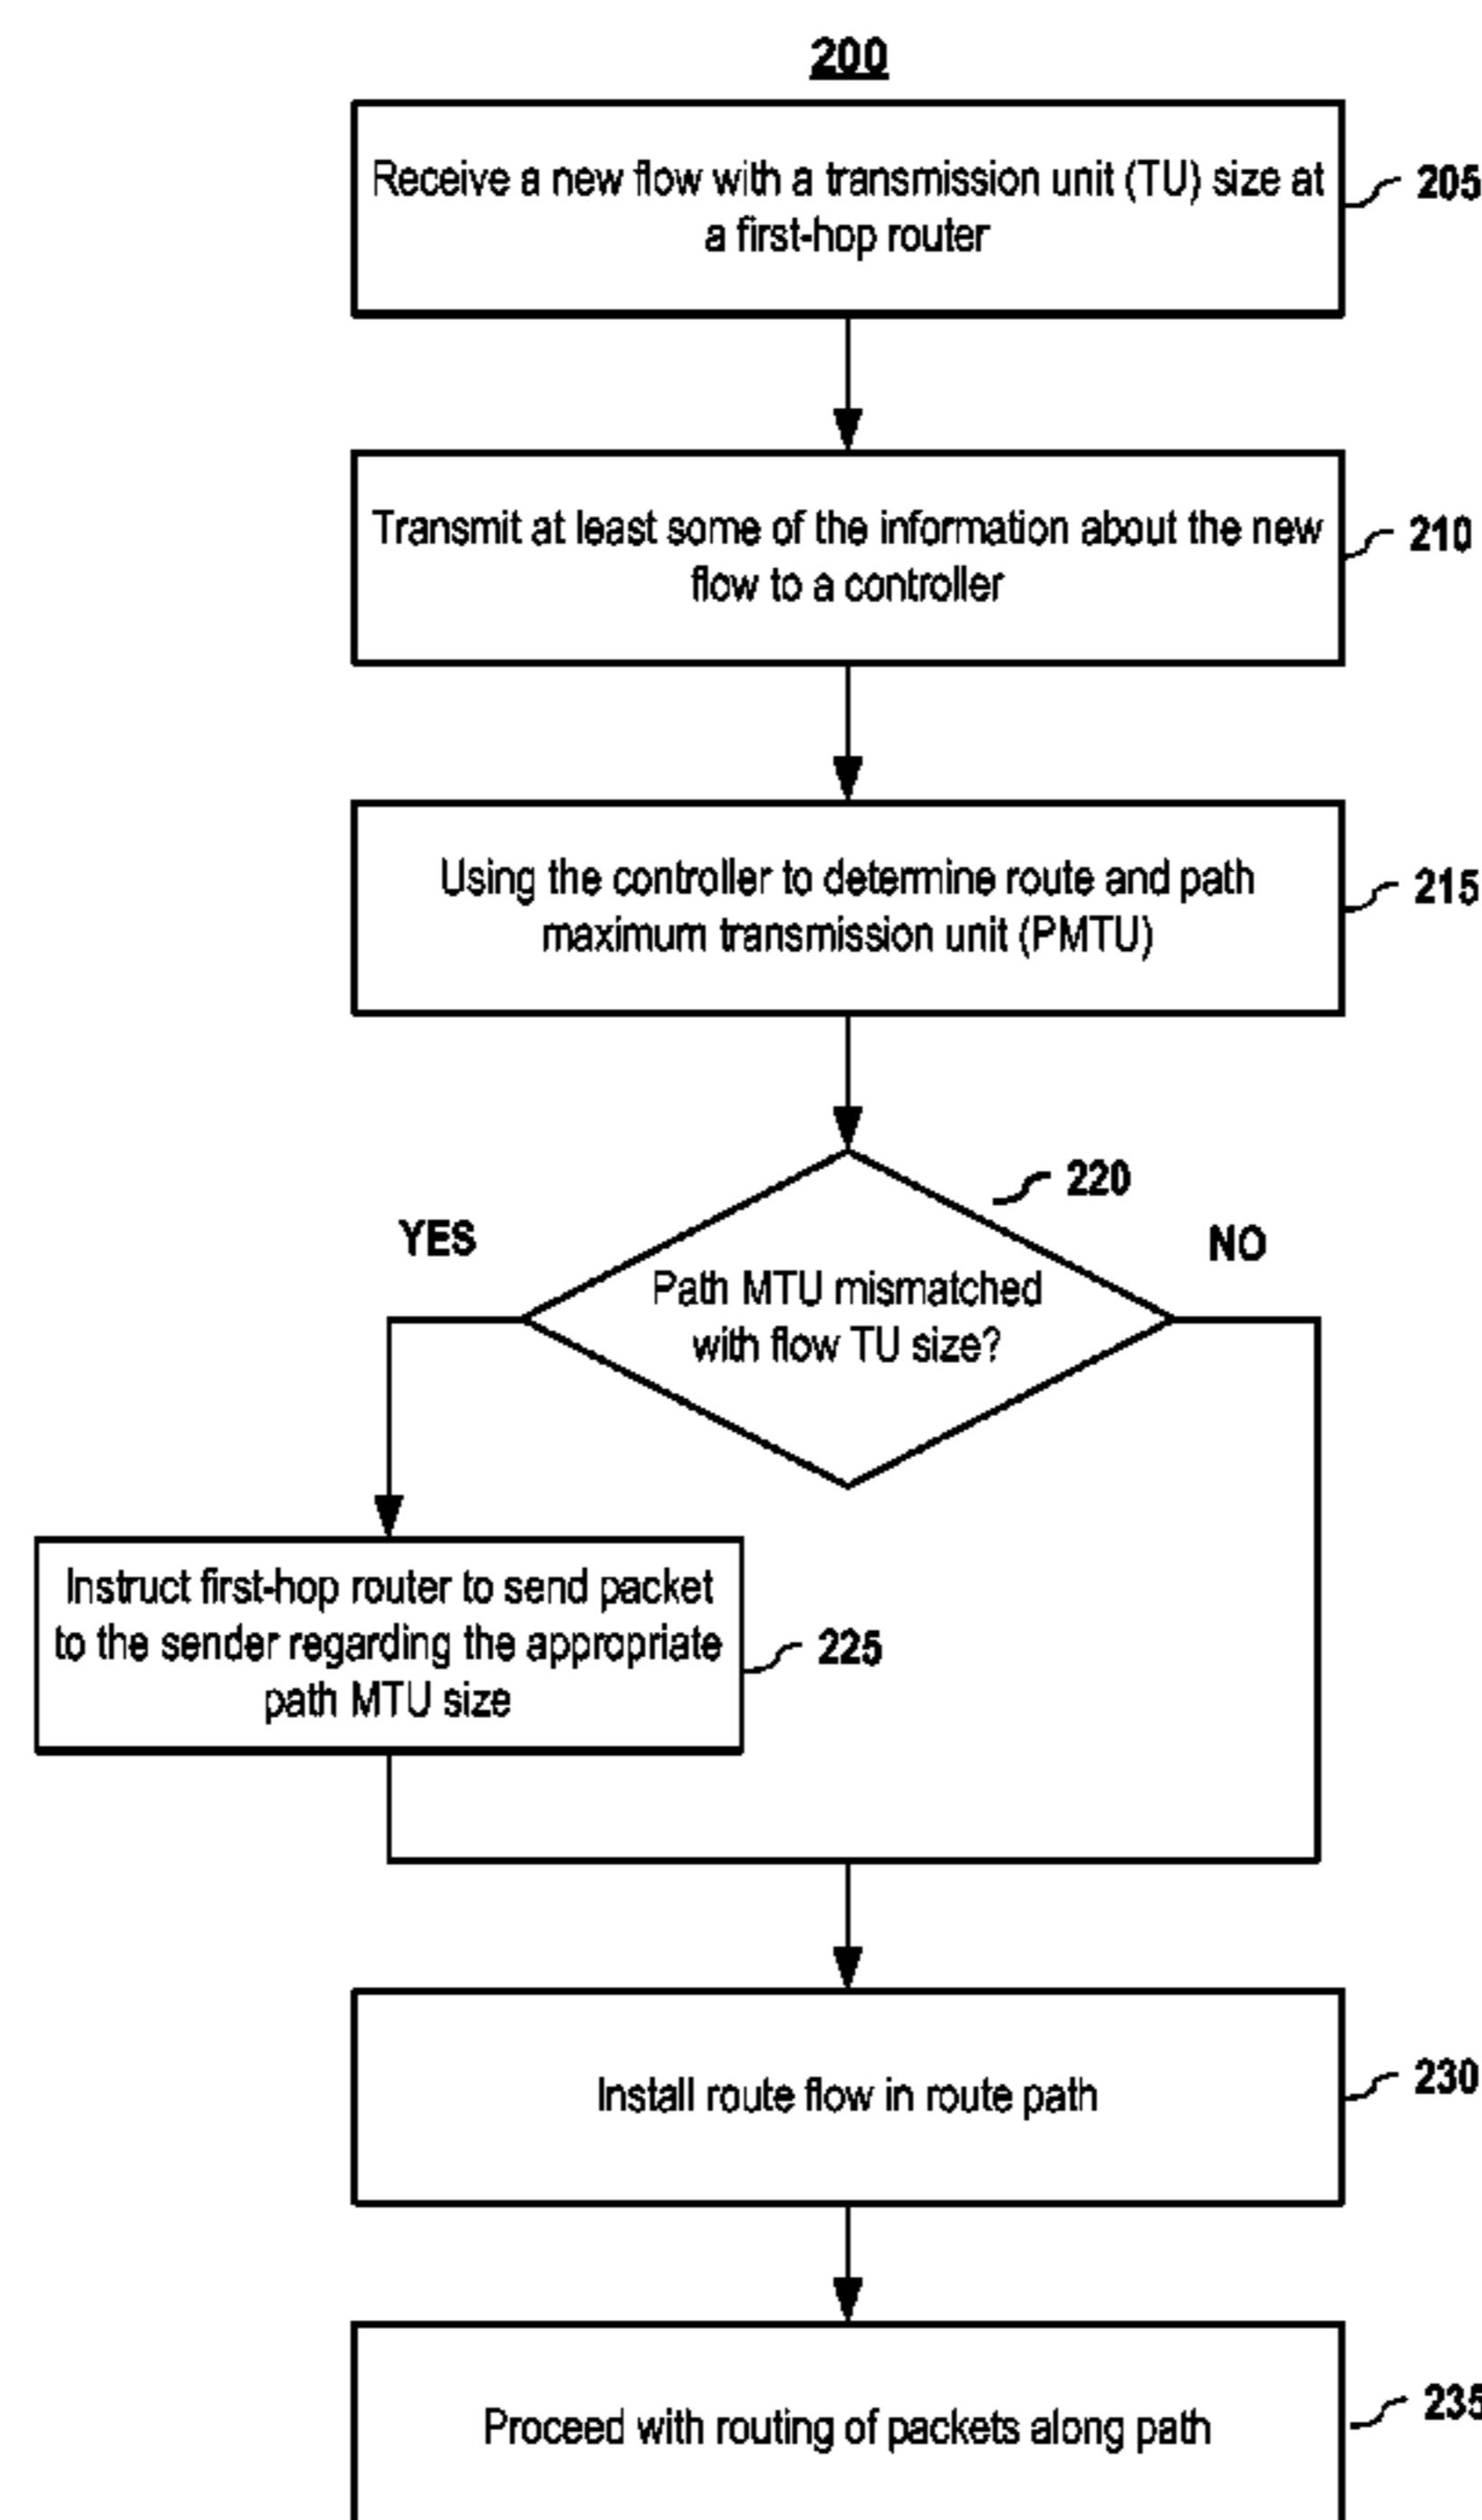 200
Receive a new flow with a transmission unit (TU) size at
a first-hop router
205
Transmit at least some of the information about the new
flow to a controller
210
Using the controller to determine route and path
maximum transmission unit (PMTU)
215
220
YES
NO
Path MTU mismatched
with flow TU size?
Instruct first-hop router to send packet
to the sender regarding the appropriate
path MTU size
225
Install route flow in route path
230
Proceed with routing of packets along path
235